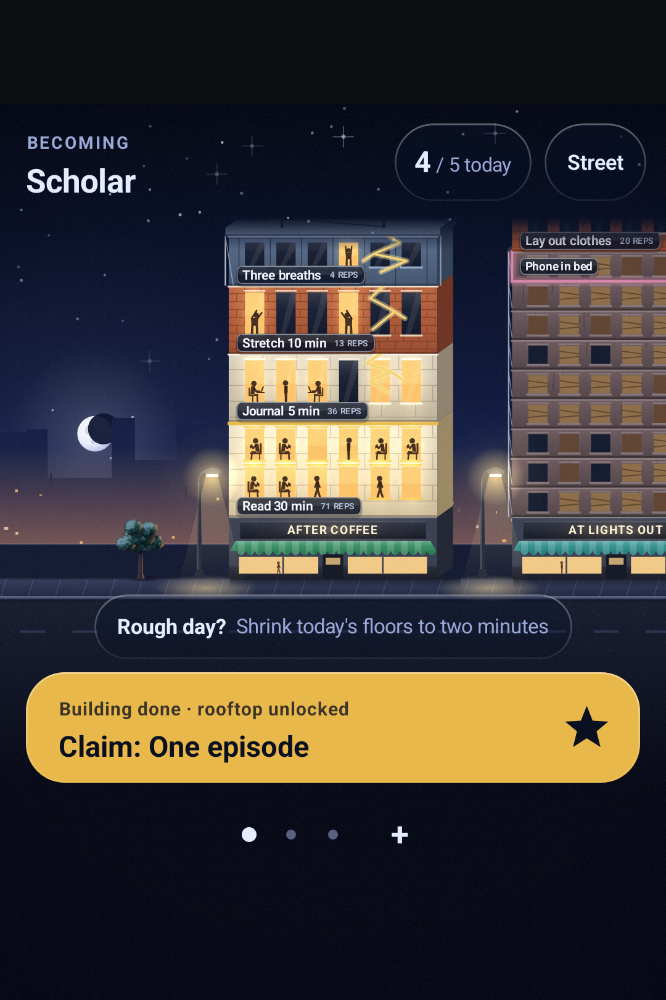 BECOMING
Scholar
4 / 5 today
Street
Three breaths 4 REPS
Stretch 10 min 13 REPS
Journal 5 min 36 REPS
Read 30 min 71 REPS
AFTER COFFEE
Lay out clothes 20 REPS
Phone in bed
AT LIGHTS OUT
Rough day? Shrink today's floors to two minutes
Building done · rooftop unlocked
Claim: One episode
+